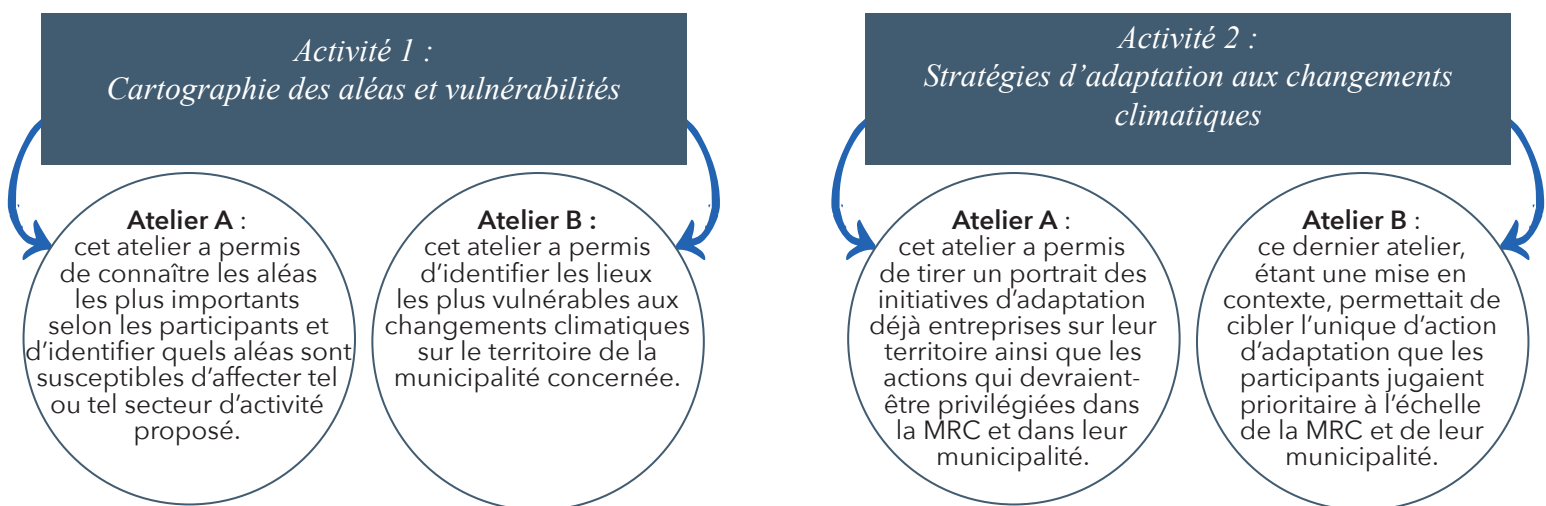 Activité 1 :
Cartographie des aléas et vulnérabilités
Atelier A :
cet atelier a permis
de connaître les aléas
les plus importants
selon les participants et
d’identifier quels aléas sont
susceptibles d’affecter tel
ou tel secteur d’activité
proposé.
Atelier B :
cet atelier a permis
d’identifier les lieux
les plus vulnérables aux
changements climatiques
sur le territoire de la
municipalité concernée.
Activité 2 :
Stratégies d’adaptation aux changements
climatiques
Atelier A :
cet atelier a permis
de tirer un portrait des
initiatives d’adaptation
déjà entreprises sur leur
territoire ainsi que les
actions qui devraient-
être privilégiées dans
la MRC et dans leur
municipalité.
Atelier B :
ce dernier atelier,
étant une mise en
contexte, permettait de
cibler l’unique d’action
d’adaptation que les
participants jugaient
prioritaire à l’échelle
de la MRC et de leur
municipalité.